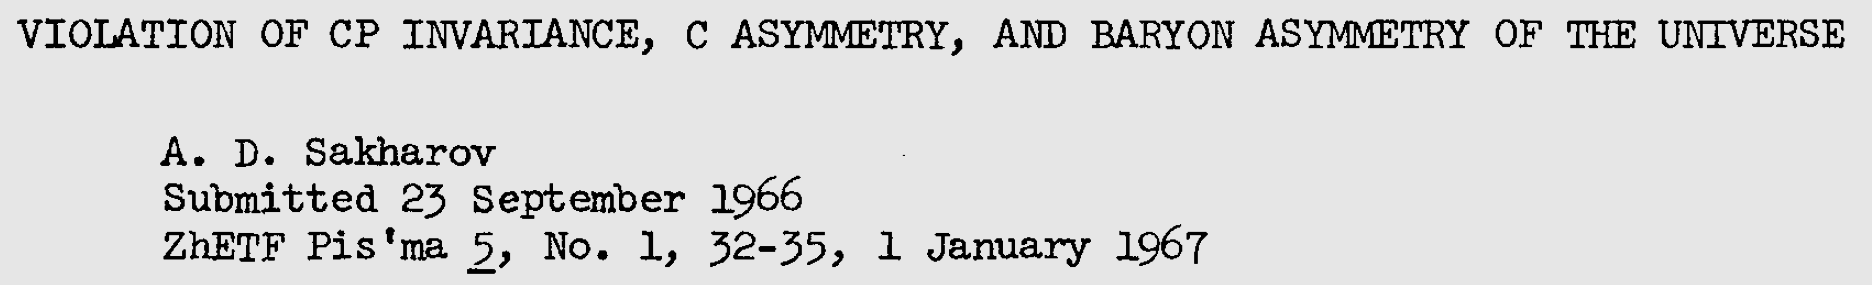 VIOLATION OF CP INVARIANCE, C ASYMMETRY, AND BARYON ASYMMETRY OF THE UNIVERSE
A. D. Sakharov
Submitted 23 September 1966
ZhETF Pis'ma 5, No. 1, 32-35, 1 January 1967